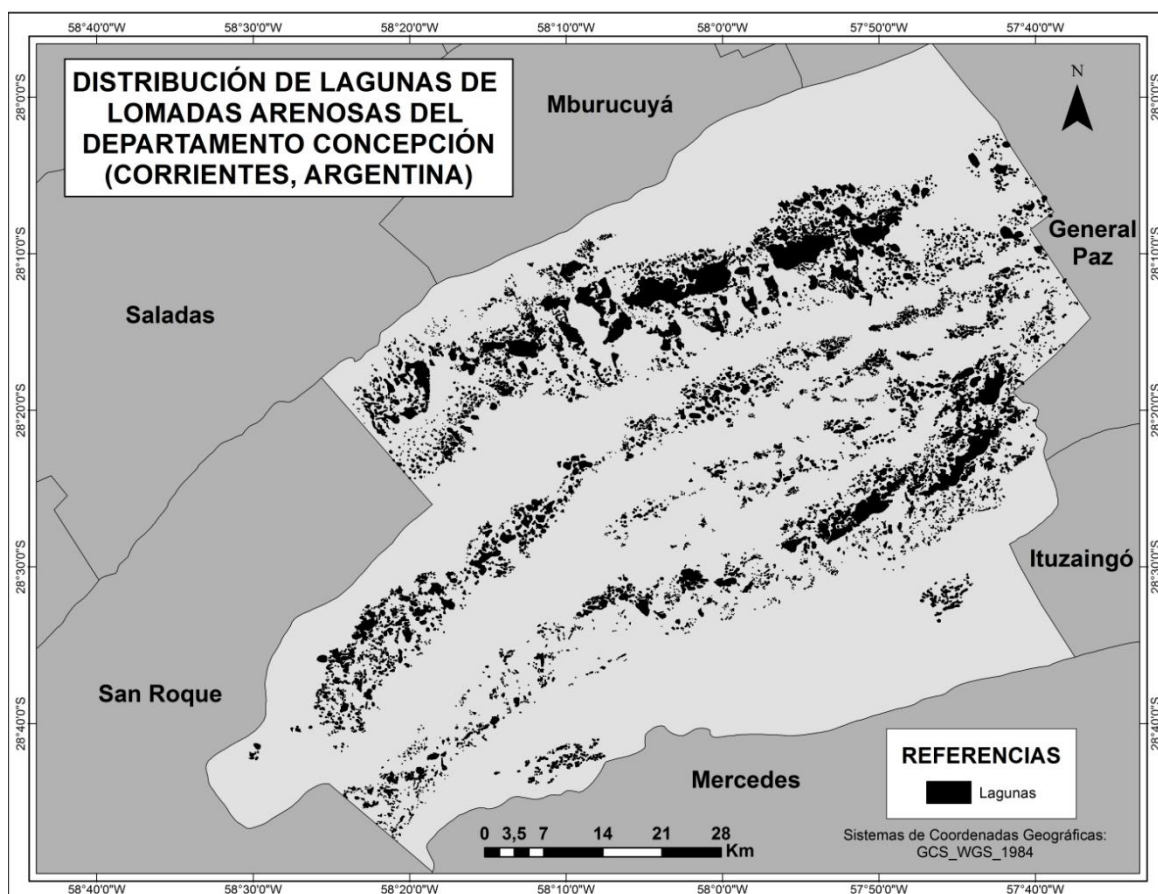 58°40'0"W 58°30'0"W 58°20'0"W 58°10'0"W 58°0'0"W 57°50'0"W 57°40'0"W
DISTRIBUCIÓN DE LAGUNAS DE
LOMADAS ARENOSAS DEL
DEPARTAMENTO CONCEPCIÓN
(CORRIENTES, ARGENTINA)
Mburucuyá
N
28°0'0"S 28°0'0"S
General
Paz
28°10'0"S 28°10'0"S
Saladas
28°20'0"S 28°20'0"S
28°30'0"S 28°30'0"S
Ituzaingó
San Roque
28°40'0"S 28°40'0"S
Mercedes
REFERENCIAS
Lagunas
0 3,5 7 14 21 28
Km
Sistemas de Coordenadas Geográficas:
GCS_WGS_1984
58°40'0"W 58°30'0"W 58°20'0"W 58°10'0"W 58°0'0"W 57°50'0"W 57°40'0"W